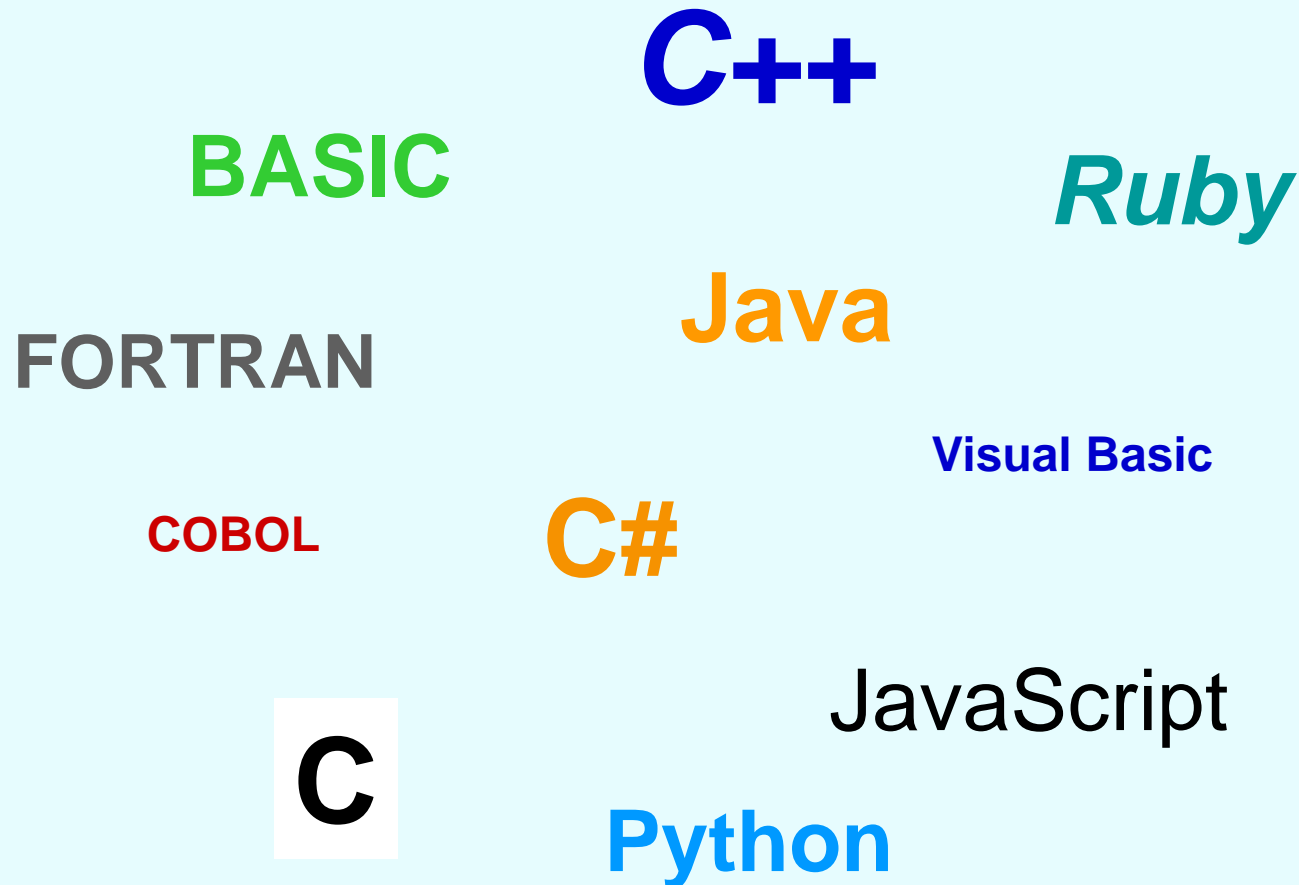 C++
BASIC
Ruby
Java
FORTRAN
Visual Basic
COBOL
C#
JavaScript
C
Python